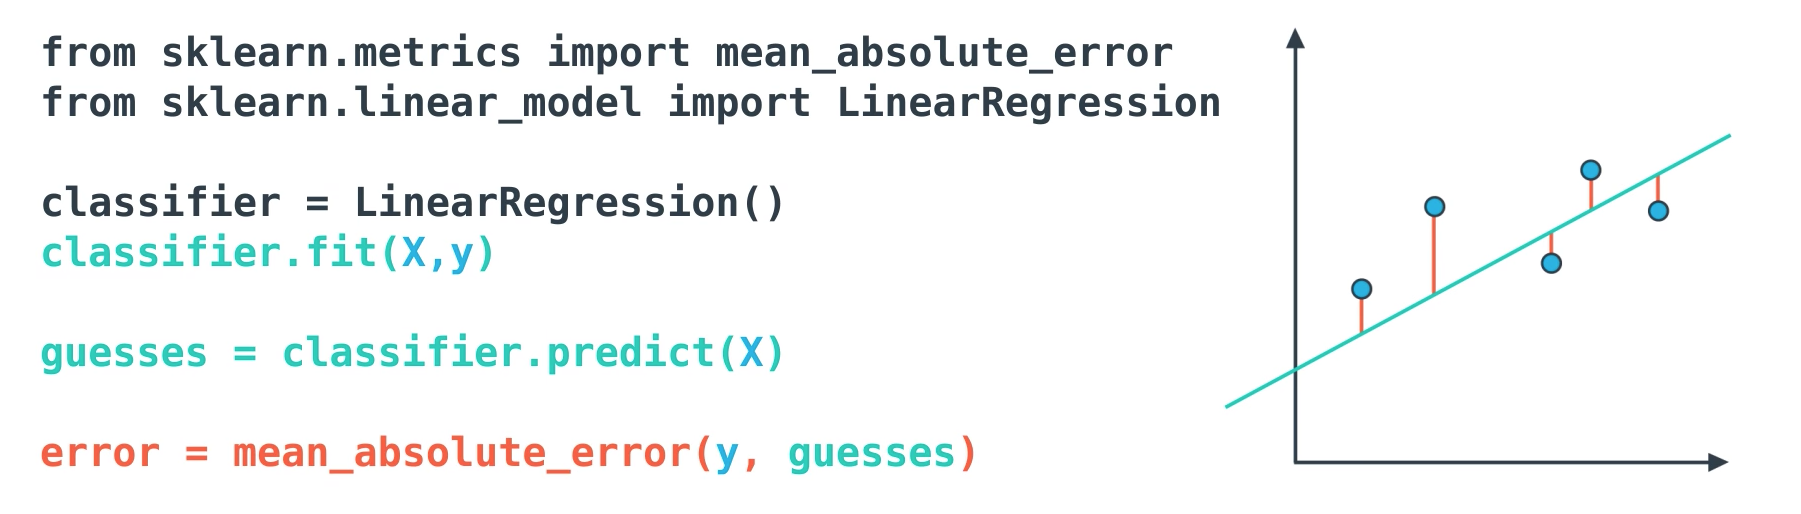 from sklearn.metrics import mean_absolute_error
from sklearn.linear_model import LinearRegression
classifier = LinearRegression()
classifier.fit(X,y)
guesses = classifier.predict(X)
error = mean_absolute_error(y, guesses)